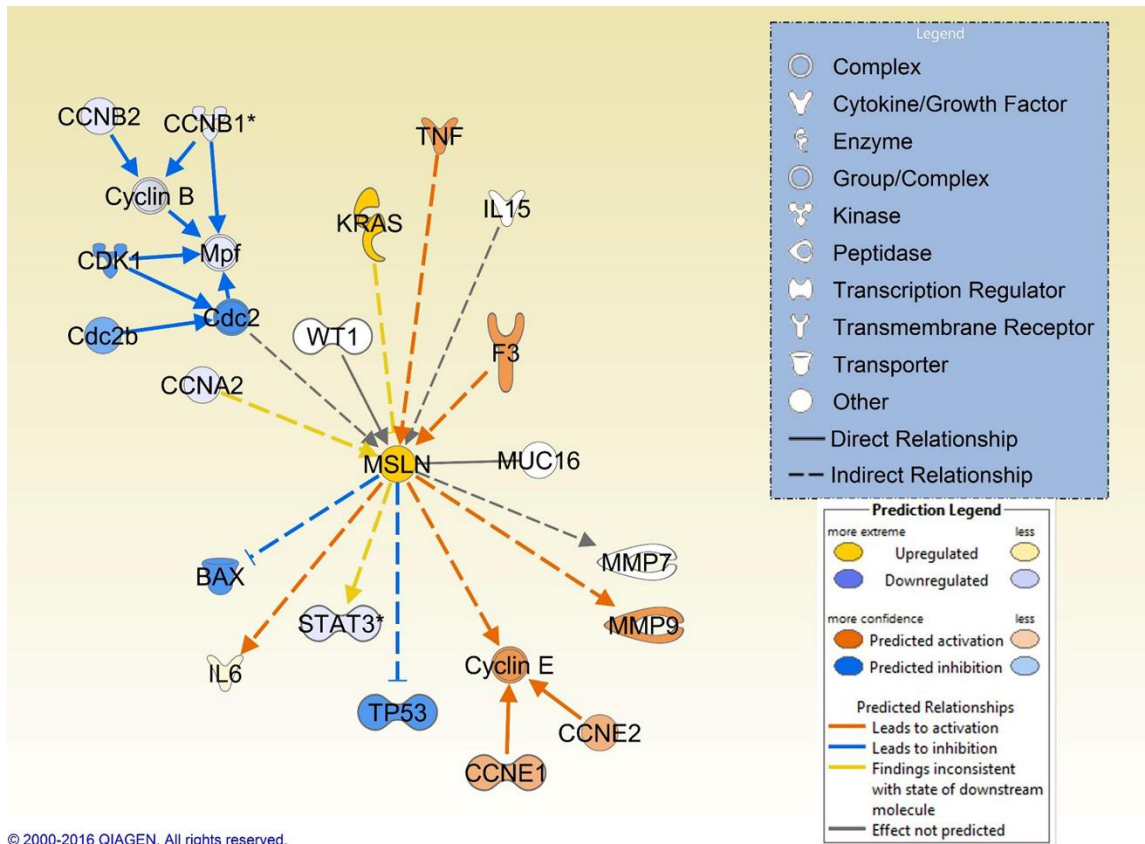 CCNB2
CCNB1*
TNF
Cyclin B
KRAS
IL15
CDK1
Mpf
Cdc2b
Cdc2
WT1
F3
CCNA2
MSLN
MUC16
BAX
MMP7
STAT3*
MMP9
IL6
Cyclin E
TP53
CCNE2
CCNE1
Legend
Complex
Cytokine/Growth Factor
Enzyme
Group/Complex
Kinase
Peptidase
Transcription Regulator
Transmembrane Receptor
Transporter
Other
Direct Relationship
Indirect Relationship
Prediction Legend
more extreme less
Upregulated
Downregulated
more confidence less
Predicted activation
Predicted inhibition
Predicted Relationships
Leads to activation
Leads to inhibition
Findings inconsistent
with state of downstream
molecule
Effect not predicted
© 2000-2016 QIAGEN. All rights reserved.